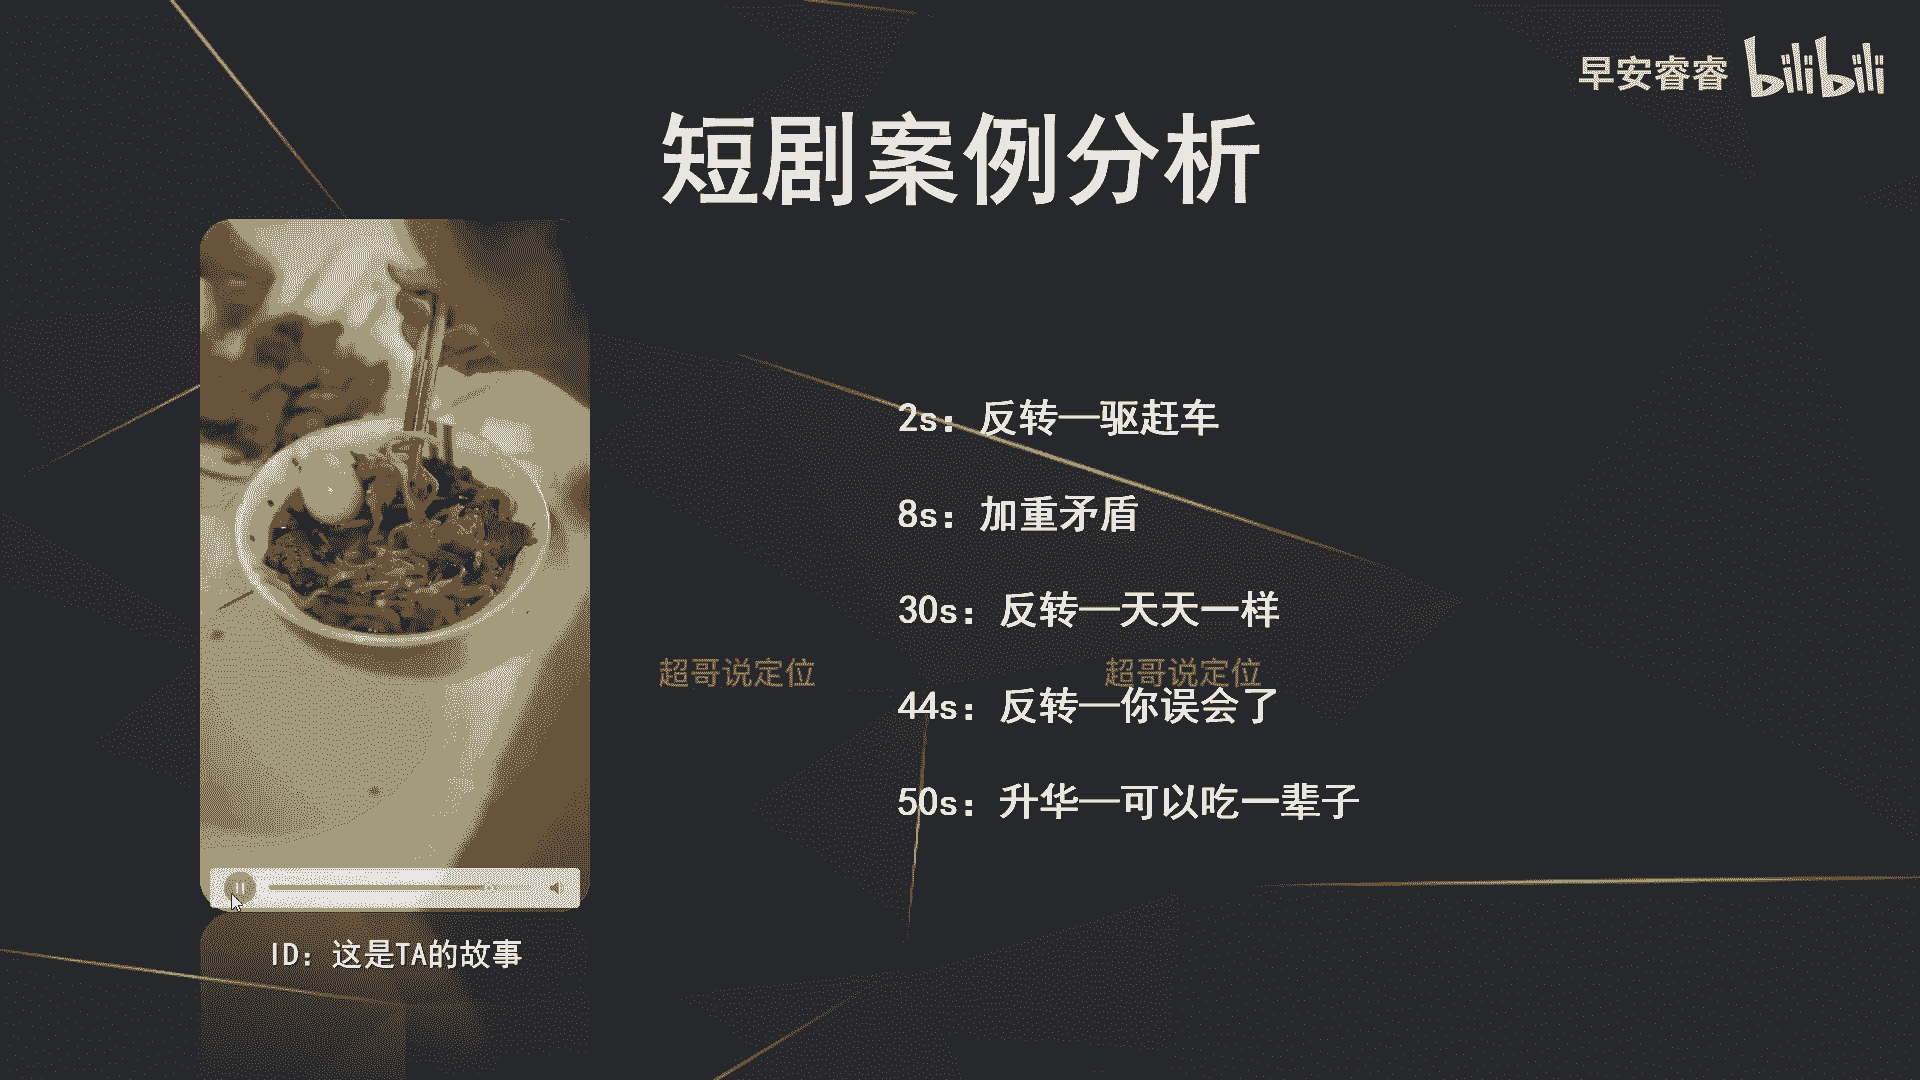 早安睿睿 bilibili
短剧案例分析
2s：反转—驱赶车
8s：加重矛盾
30s：反转—天天一样
超哥说定位 超哥说定位
44s：反转—你误会了
50s：升华—可以吃一辈子
ID：这是TA的故事